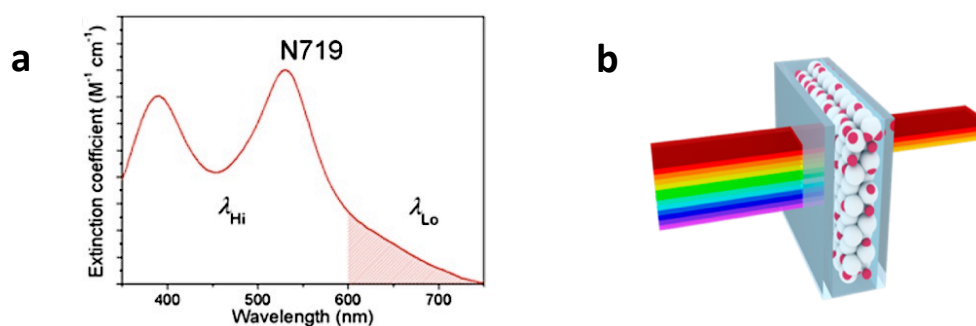 a
b
N719
Extinction coefficient (M⁻¹ cm⁻¹)
λHi
λLo
400
500
600
700
Wavelength (nm)